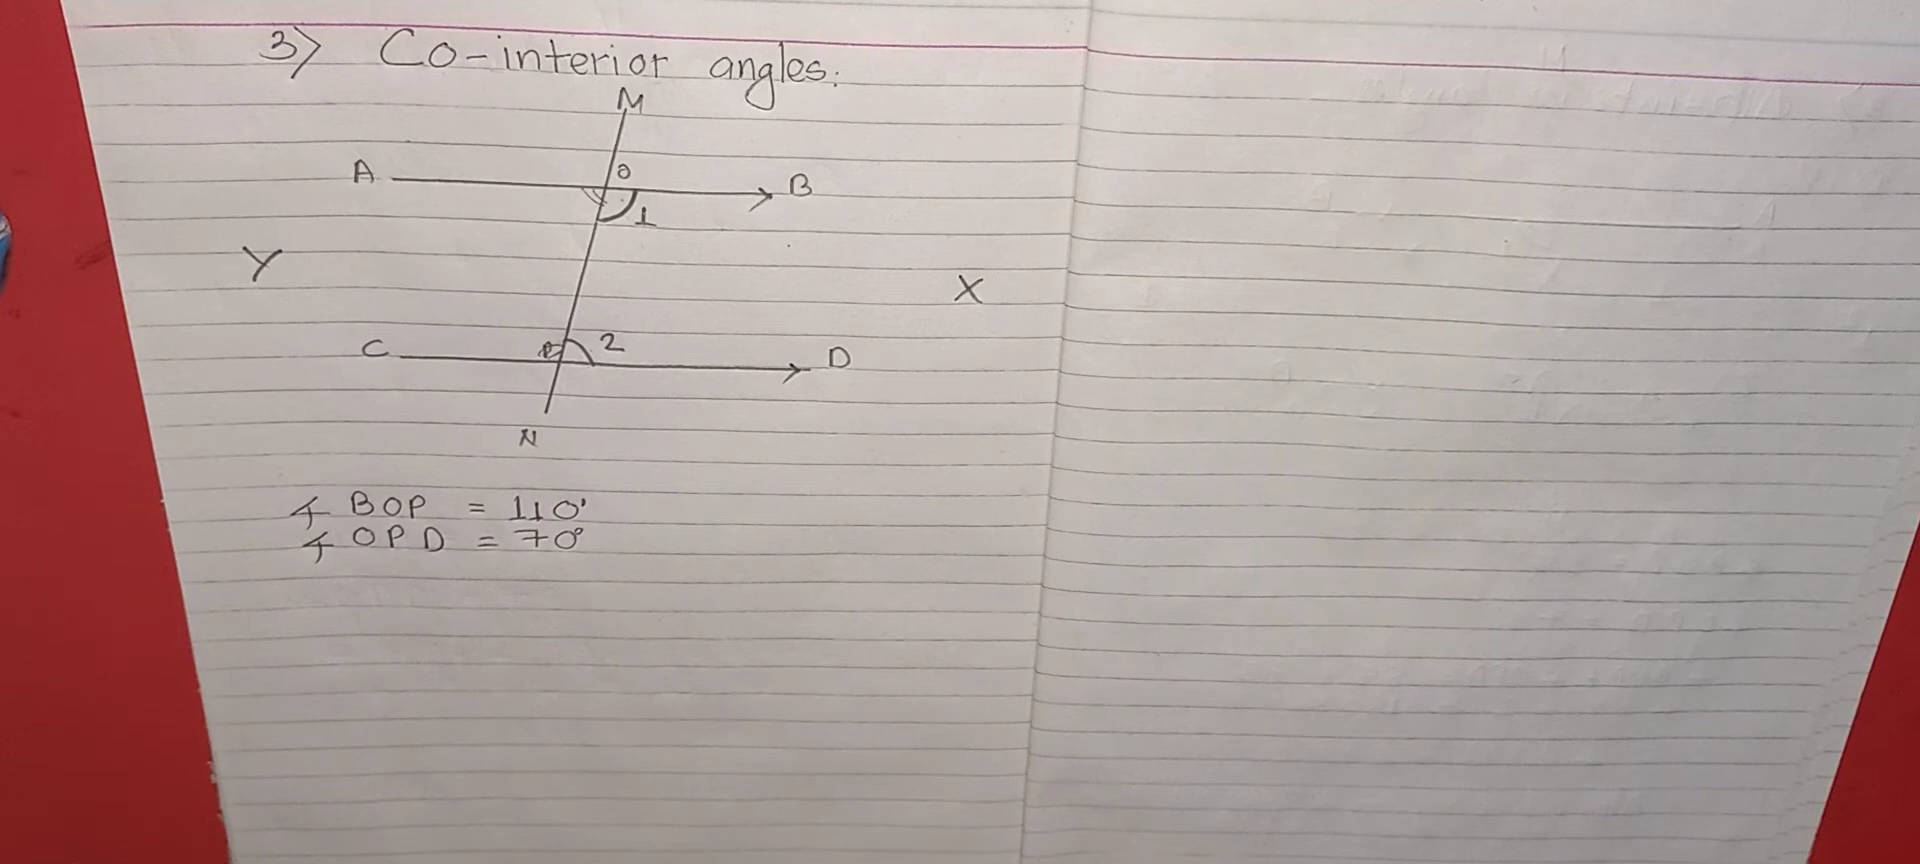 3) Co-interior angles:
M
A O B
1
Y X
C P 2 D
N
∡ BOP = 110°
∡ OPD = 70°